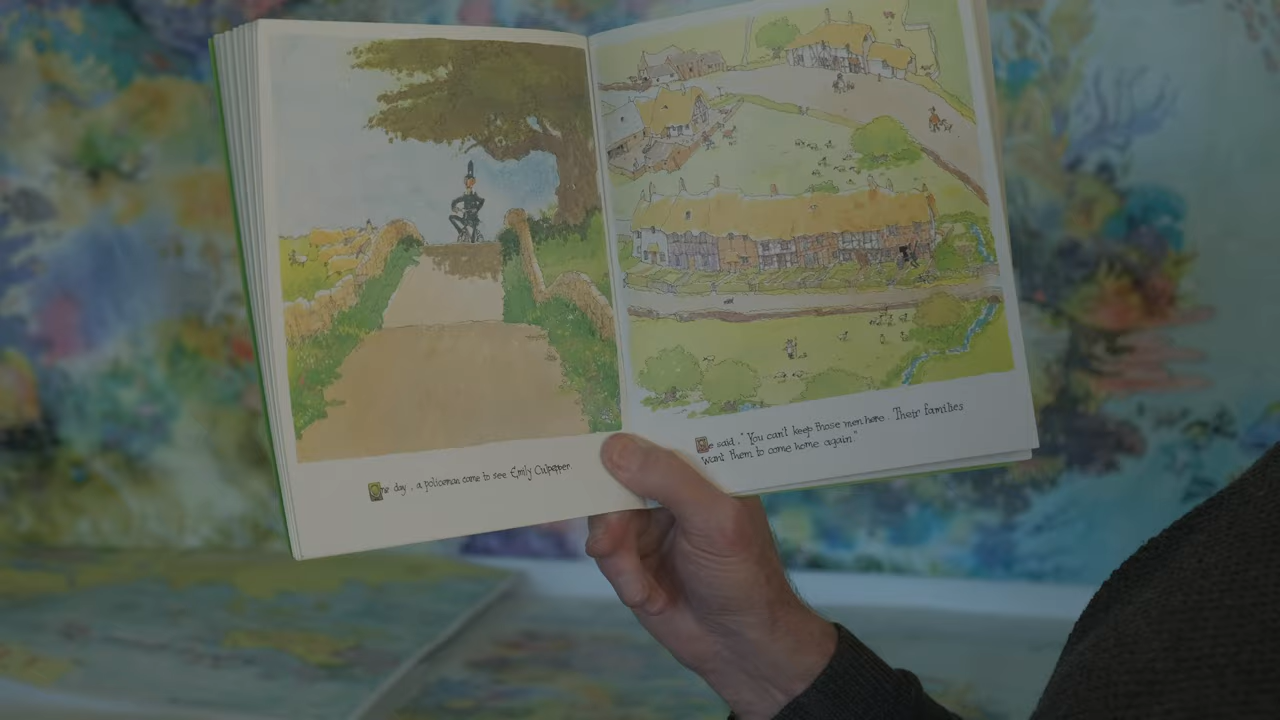 One day, a policeman came to see Emily Culpepper.
He said, "You can't keep those men here. Their families
want them to come home again."